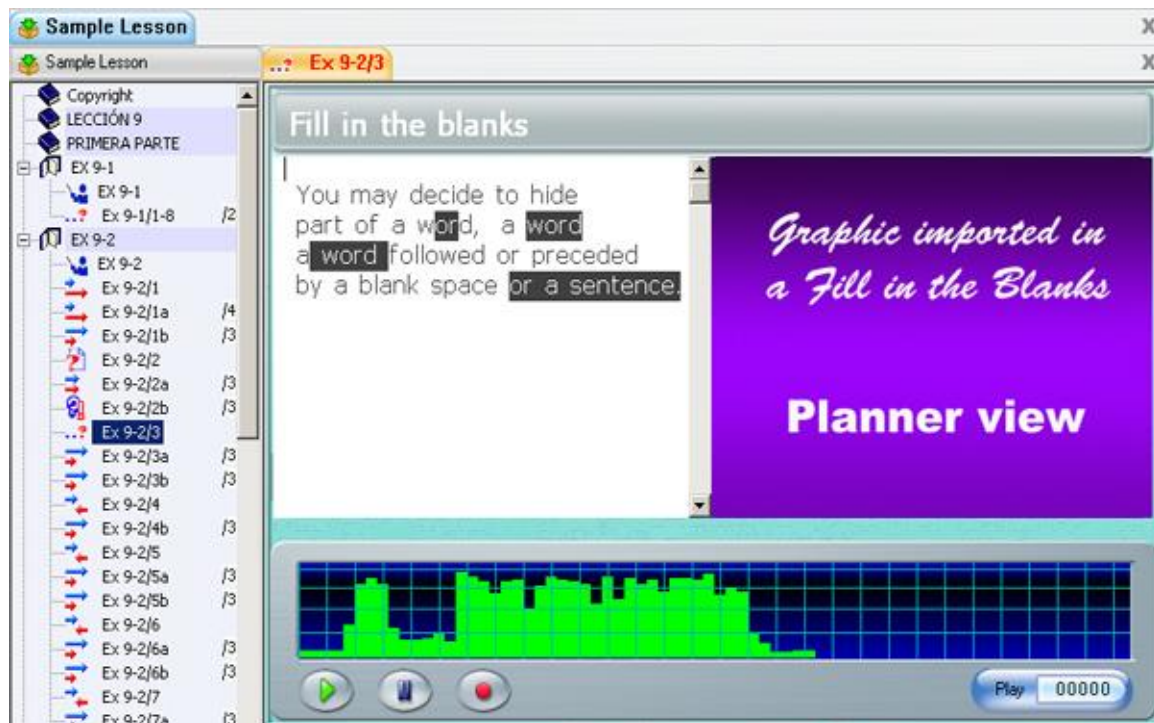 Sample Lesson
X
Sample Lesson
..? Ex 9-2/3
X
Copyright
LECCIÓN 9
PRIMERA PARTE
EX 9-1
EX 9-1
..? Ex 9-1/1-8 /2
EX 9-2
EX 9-2
Ex 9-2/1
Ex 9-2/1a /4
Ex 9-2/1b /3
Ex 9-2/2
Ex 9-2/2a /3
Ex 9-2/2b /3
..? Ex 9-2/3
Ex 9-2/3a /3
Ex 9-2/3b /3
Ex 9-2/4
Ex 9-2/4b /3
Ex 9-2/5
Ex 9-2/5a /3
Ex 9-2/5b /3
Ex 9-2/6
Ex 9-2/6a /3
Ex 9-2/6b /3
Ex 9-2/7
Ex 9-2/7a /3
Fill in the blanks
You may decide to hide
part of a word, a word
a word followed or preceded
by a blank space or a sentence.
Graphic imported in
a Fill in the Blanks
Planner view
Play 00000